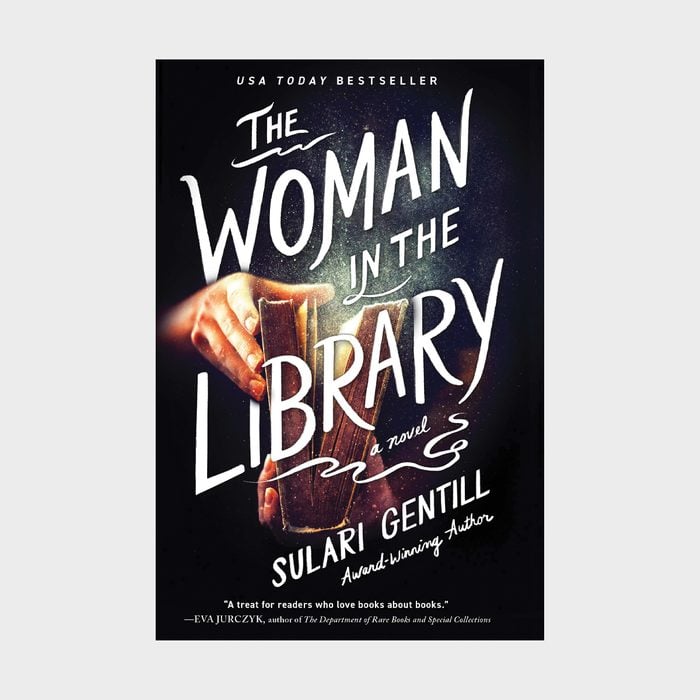 USA TODAY BESTSELLER
THE
WOMAN
IN THE
LIBRARY
a novel
SULARI GENTILL
Award-Winning Author
"A treat for readers who love books about books."
—EVA JURCZYK, author of The Department of Rare Books and Special Collections